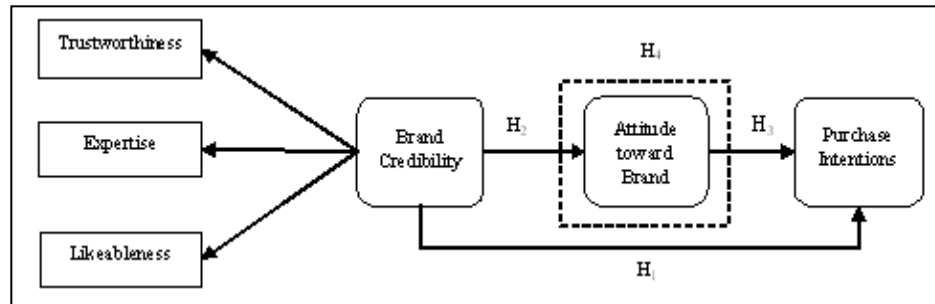 Trustworthiness
Expertise
Likeableness
Brand
Credibility
H2
H4
Attitude
toward
Brand
H3
Purchase
Intentions
H1